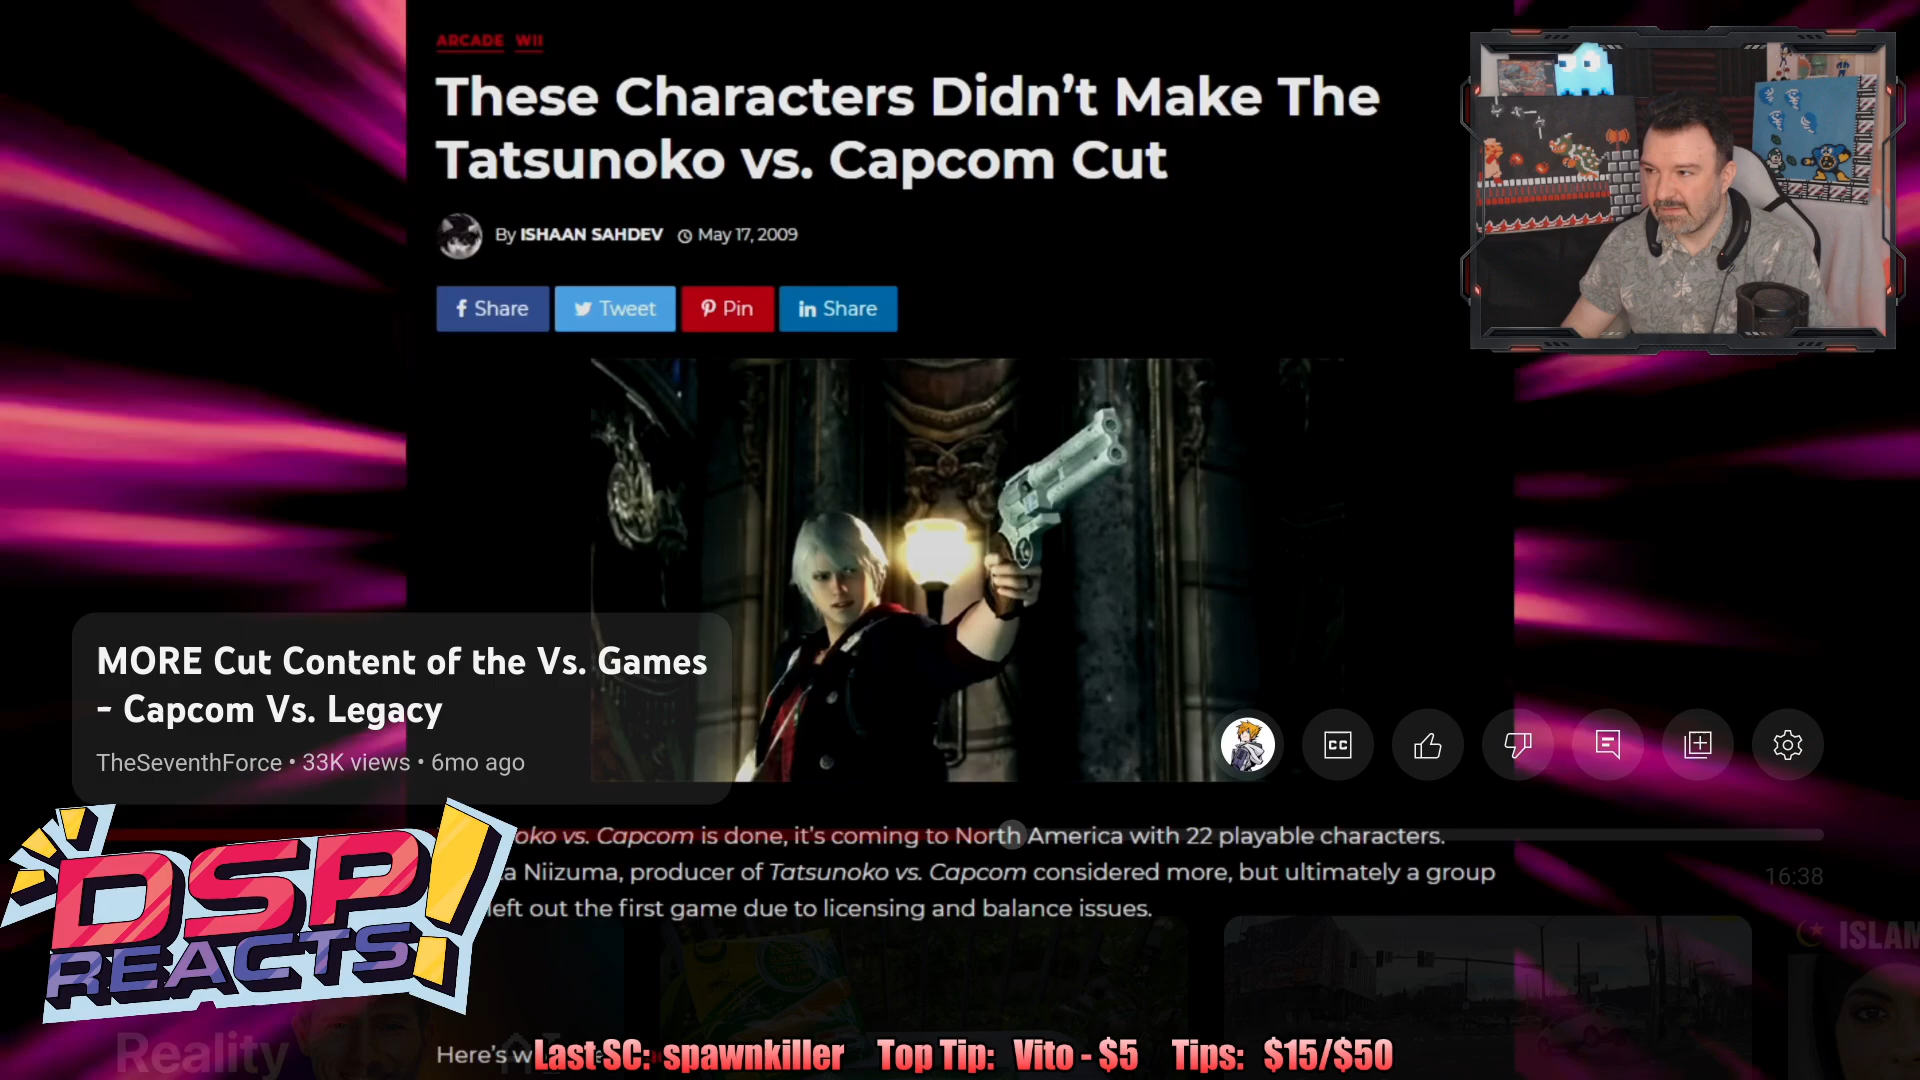 ARCADE WII
These Characters Didn't Make The
Tatsunoko vs. Capcom Cut
By ISHAAN SAHDEV May 17, 2009
Share Tweet Pin Share
MORE Cut Content of the Vs. Games
- Capcom Vs. Legacy
TheSeventhForce • 33K views • 6mo ago
CC
oko vs. Capcom is done, it's coming to North America with 22 playable characters.
a Niizuma, producer of Tatsunoko vs. Capcom considered more, but ultimately a group
left out the first game due to licensing and balance issues.
16:38
DSP!
REACTS!
ISLAM
Reality
Here's w
Last SC: spawnkiller Top Tip: Vito - $5 Tips: $15/$50